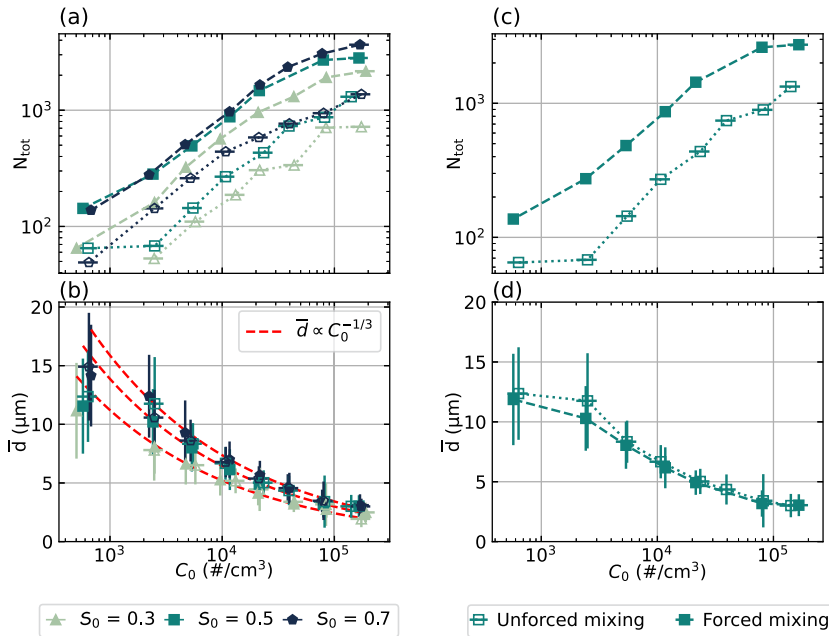 (a)
(c)
10³
10²
N_tot
10³
10²
N_tot
(b)
(d)
20
15
10
5
0
d̅ (μm)
d̅ ∝ C₀^−1/3
20
15
10
5
0
d̅ (μm)
10³ 10⁴ 10⁵
C₀ (#/cm³)
10³ 10⁴ 10⁵
C₀ (#/cm³)
S₀ = 0.3 S₀ = 0.5 S₀ = 0.7
Unforced mixing Forced mixing